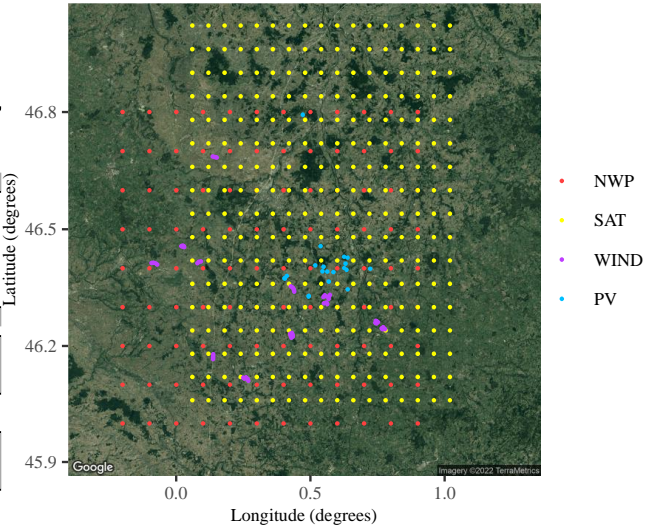 46.8
46.5
46.2
45.9
Latitude (degrees)
0.0 0.5 1.0
Longitude (degrees)
NWP
SAT
WIND
PV
Google
Imagery ©2022 TerraMetrics